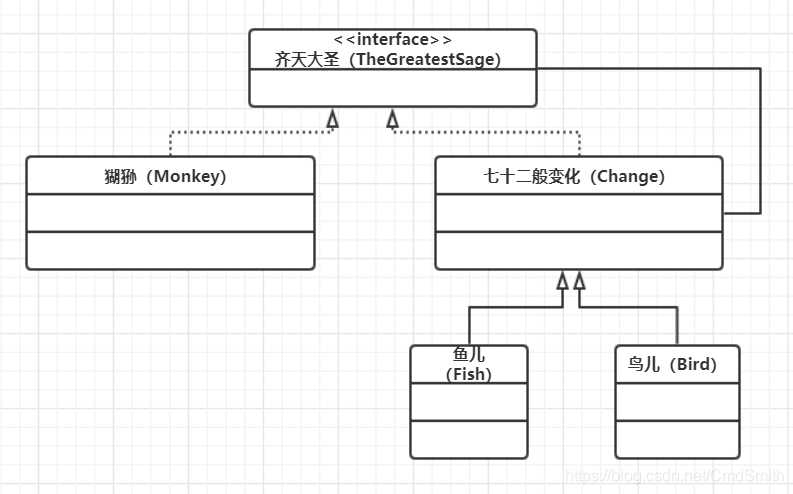 <<interface>>
齐天大圣（TheGreatestSage）
猢狲（Monkey）
七十二般变化（Change）
鱼儿
（Fish）
鸟儿（Bird）
https://blog.csdn.net/CmdSmith